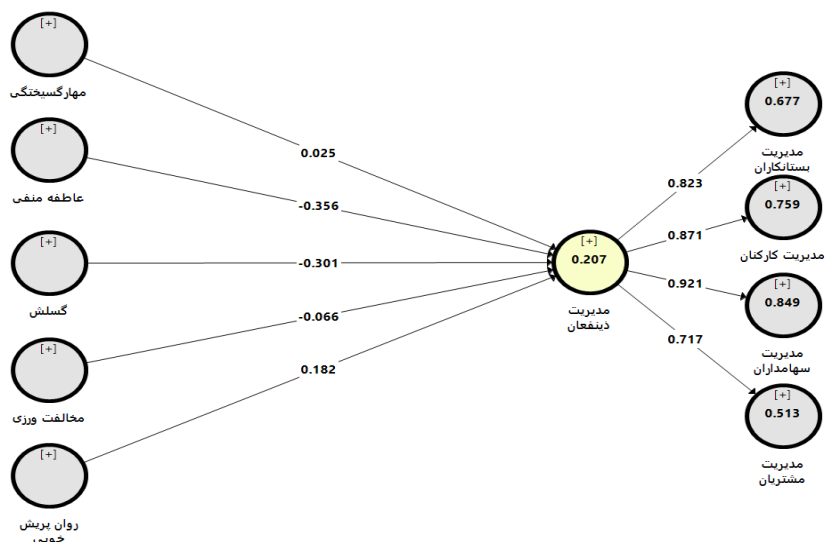 [+]
مهارگسیختگی
[+]
عاطفه منفی
[+]
گسلش
[+]
مخالفت ورزی
[+]
روان پریش
خویی
0.025
-0.356
-0.301
-0.066
0.182
[+]
0.207
مدیریت
ذینفعان
0.823
0.871
0.921
0.717
[+]
0.677
مدیریت
بستانکاران
[+]
0.759
مدیریت کارکنان
[+]
0.849
مدیریت
سهامداران
[+]
0.513
مدیریت
مشتریان